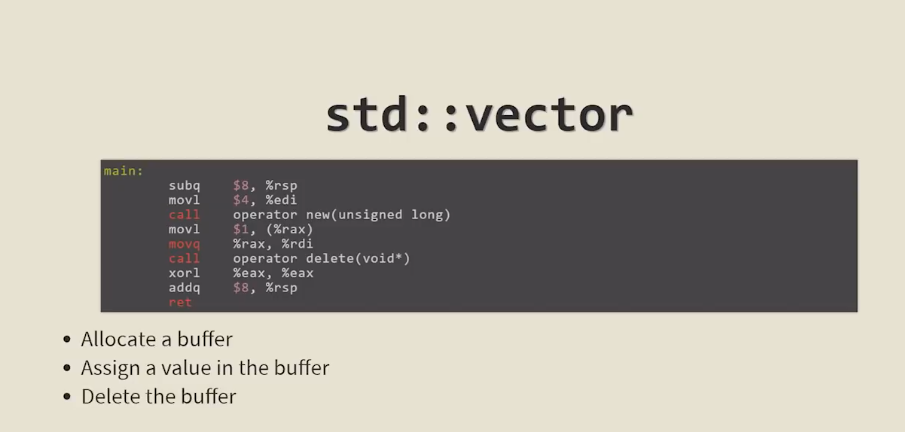 std::vector
main:
subq $8, %rsp
movl $4, %edi
call operator new(unsigned long)
movl $1, (%rax)
movq %rax, %rdi
call operator delete(void*)
xorl %eax, %eax
addq $8, %rsp
ret
• Allocate a buffer
• Assign a value in the buffer
• Delete the buffer